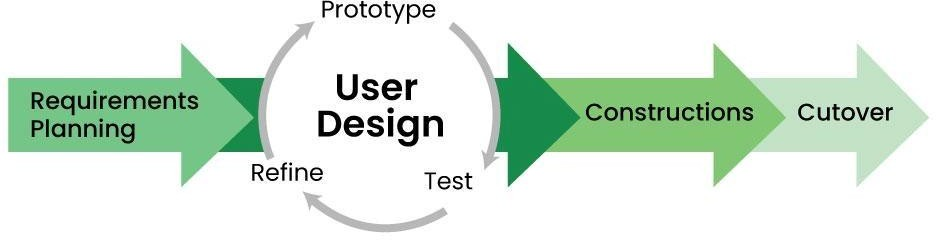 Prototype
Requirements
Planning
User
Design
Constructions
Cutover
Refine
Test